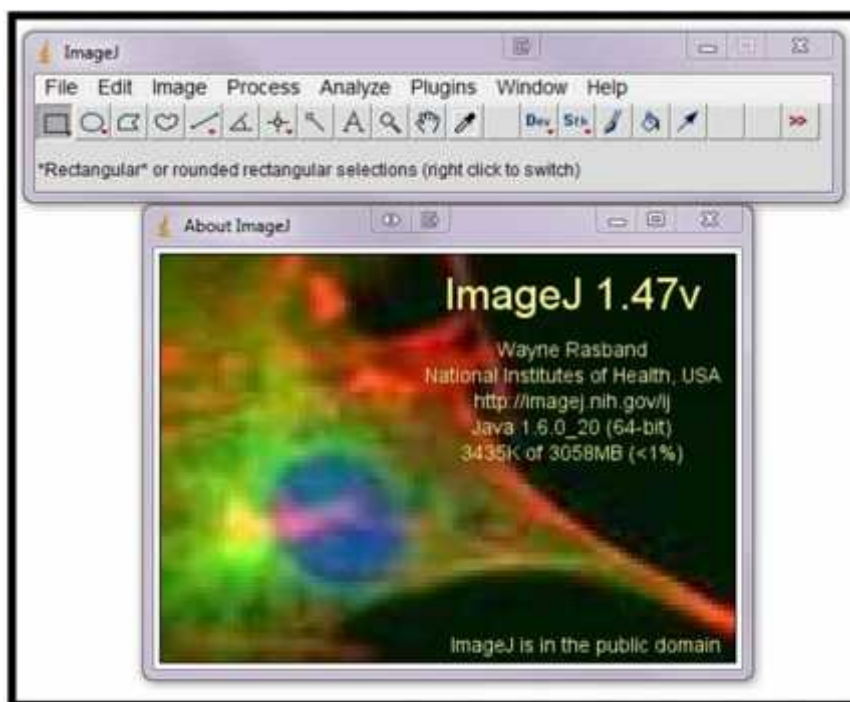 ImageJ
File Edit Image Process Analyze Plugins Window Help
A Dev Stk >>
*Rectangular* or rounded rectangular selections (right click to switch)
About ImageJ
ImageJ 1.47v
Wayne Rasband
National Institutes of Health, USA
http://imagej.nih.gov/ij
Java 1.6.0_20 (64-bit)
3435K of 3058MB (<1%)
ImageJ is in the public domain